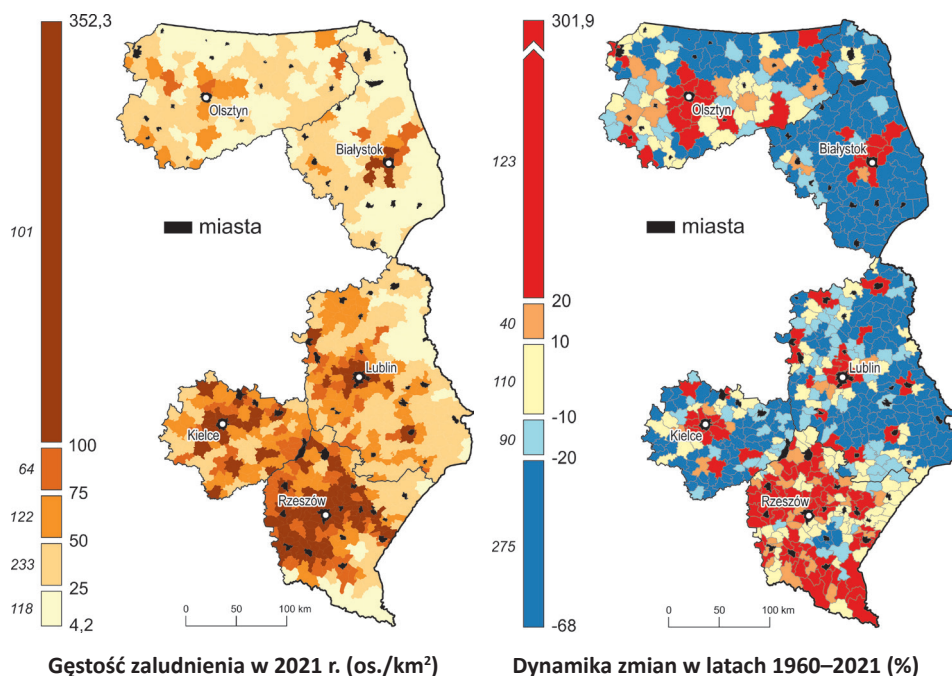 352,3
101
100
64
75
122
50
233
25
118
4,2
Olsztyn
Białystok
miasta
Lublin
Kielce
Rzeszów
0 50 100 km
Gęstość zaludnienia w 2021 r. (os./km²)
301,9
123
20
40
10
110
-10
90
-20
275
-68
Olsztyn
Białystok
miasta
Lublin
Kielce
Rzeszów
0 50 100 km
Dynamika zmian w latach 1960–2021 (%)